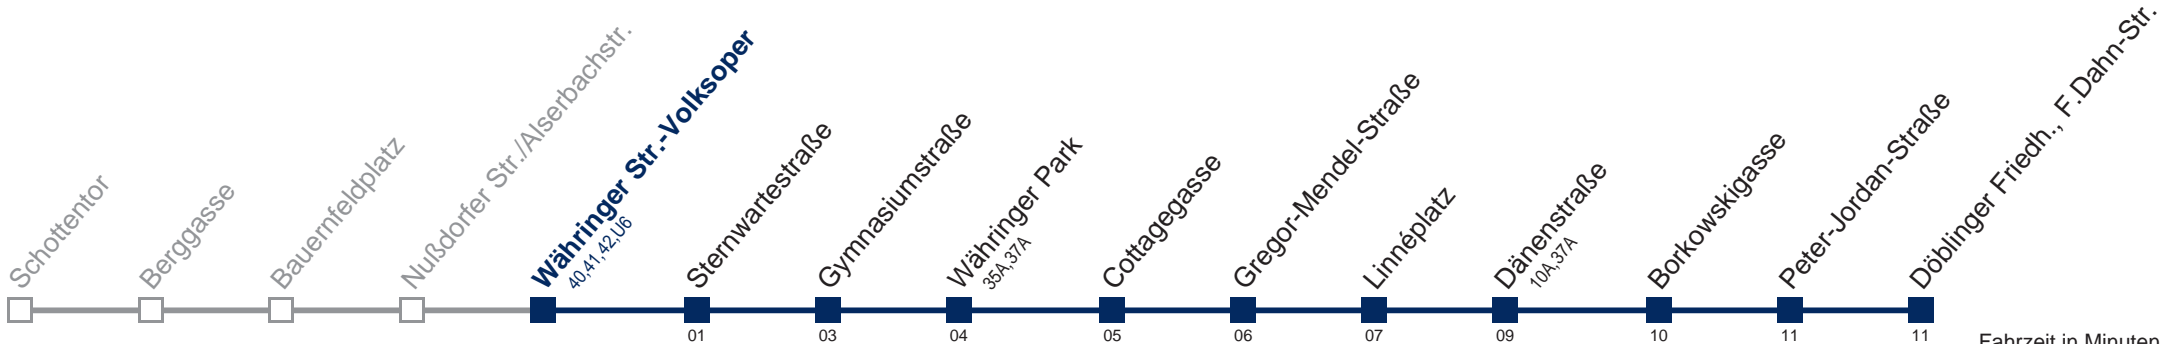 Schottentor
Berggasse
Bauernfeldplatz
Nußdorfer Str./Alserbachstr.
Währinger Str.-Volksoper
40,41,42,U6
Sternwartestraße
Gymnasiumstraße
Währinger Park
35A,37A
Cottagegasse
Gregor-Mendel-Straße
Linnéplatz
Dänenstraße
10A,37A
Borkowskigasse
Peter-Jordan-Straße
Döblinger Friedh., F.Dahn-Str.
01 03 04 05 06 07 09 10 11 11
Fahrzeit in Minuten